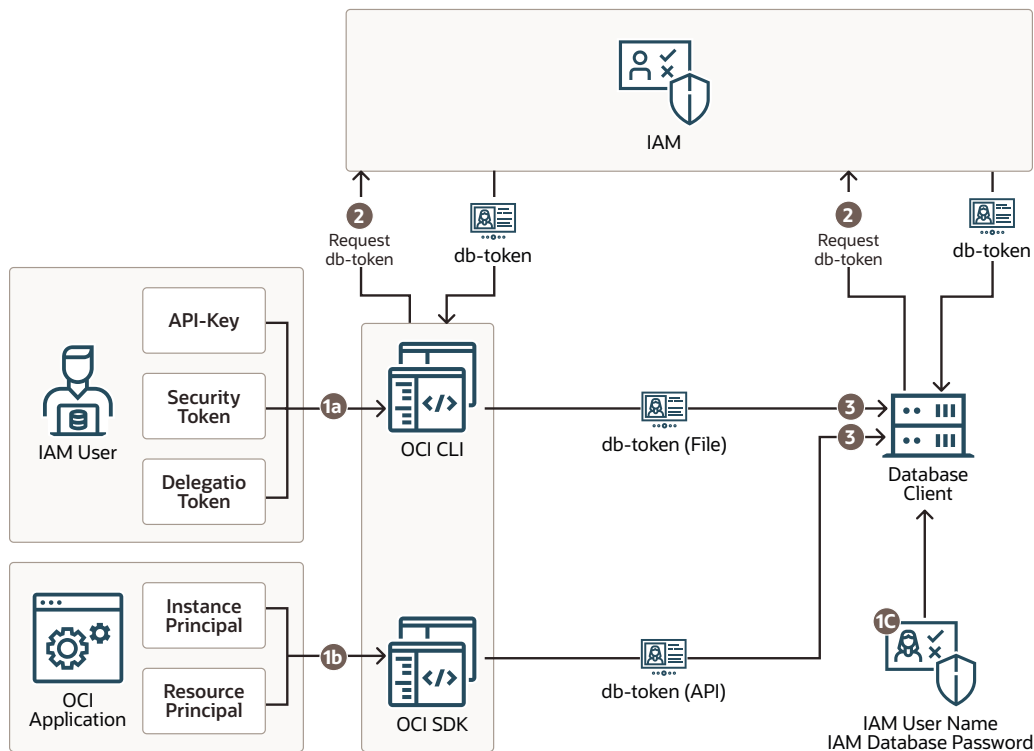 IAM
2
Request
db-token
db-token
2
Request
db-token
db-token
IAM User
API-Key
Security
Token
Delegatio
Token
1a
OCI CLI
db-token (File)
3
3
Database
Client
OCI
Application
Instance
Principal
Resource
Principal
1b
OCI SDK
db-token (API)
1C
IAM User Name
IAM Database Password